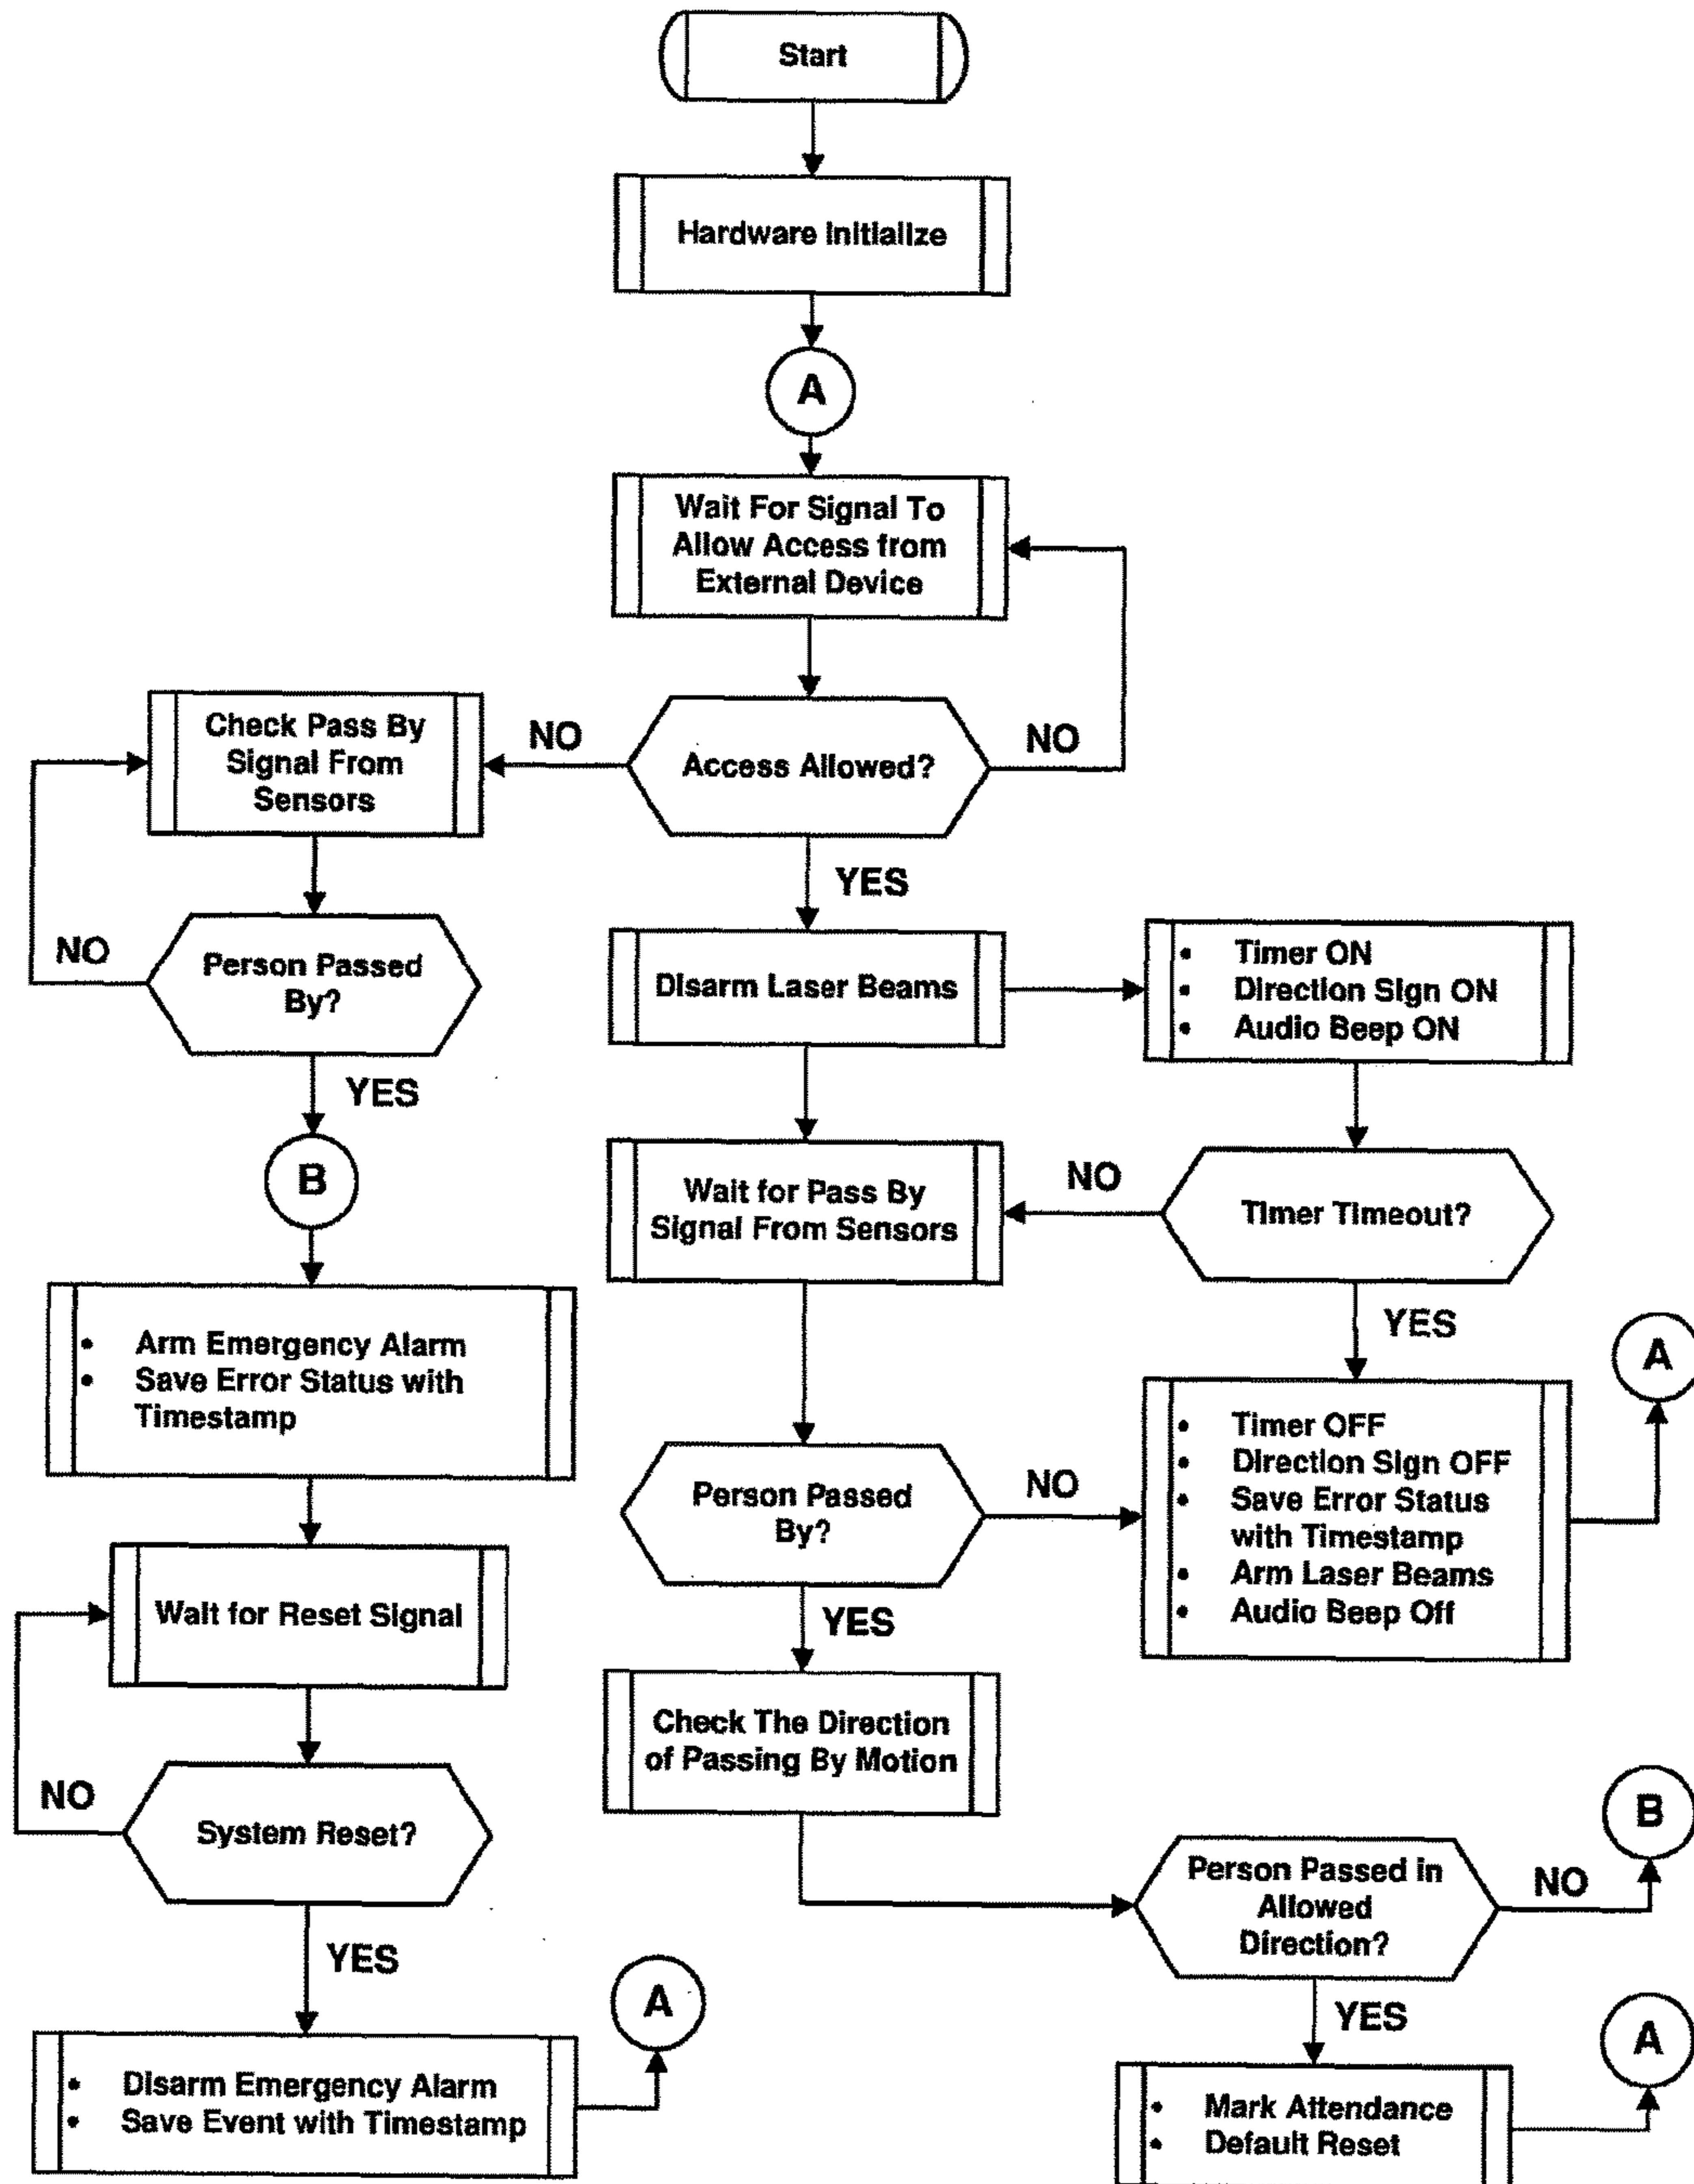 Start
Hardware Initialize
A
Wait For Signal To
Allow Access from
External Device
Access Allowed?
NO
NO
YES
Check Pass By
Signal From
Sensors
Person Passed
By?
NO
YES
B
• Arm Emergency Alarm
• Save Error Status with
Timestamp
Wait for Reset Signal
System Reset?
NO
YES
• Disarm Emergency Alarm
• Save Event with Timestamp
A
Disarm Laser Beams
• Timer ON
• Direction Sign ON
• Audio Beep ON
Timer Timeout?
NO
YES
Wait for Pass By
Signal From Sensors
Person Passed
By?
NO
YES
• Timer OFF
• Direction Sign OFF
• Save Error Status
with Timestamp
• Arm Laser Beams
• Audio Beep Off
A
Check The Direction
of Passing By Motion
Person Passed in
Allowed
Direction?
NO
B
YES
• Mark Attendance
• Default Reset
A